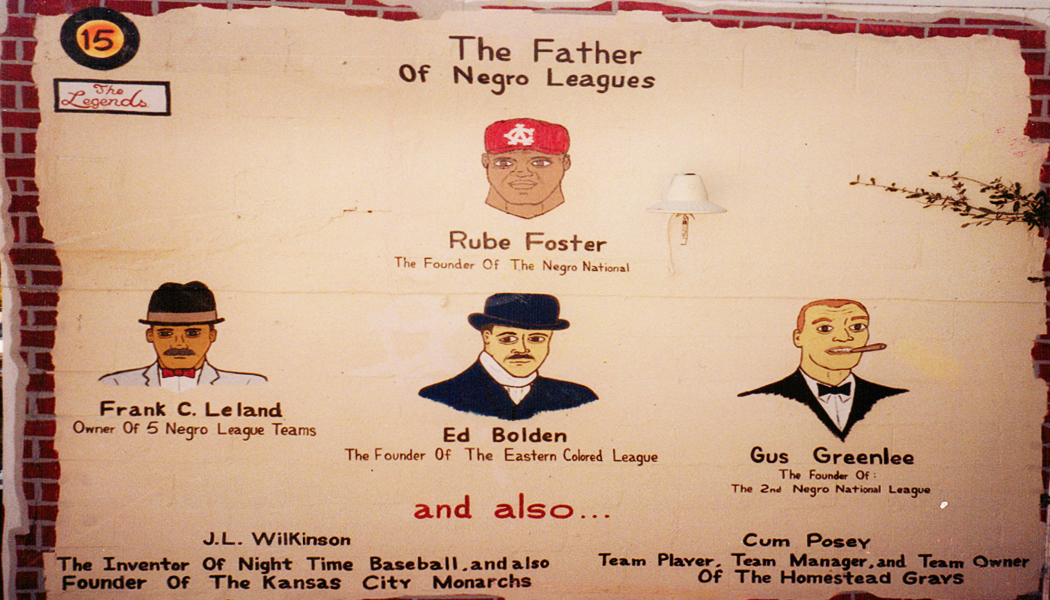 15
The Legends
The Father
Of Negro Leagues
Rube Foster
The Founder Of The Negro National
Frank C. Leland
Owner Of 5 Negro League Teams
Ed Bolden
The Founder Of The Eastern Colored League
Gus Greenlee
The Founder Of:
The 2nd Negro National League
and also...
J.L. Wilkinson
The Inventor Of Night Time Baseball, and also
Founder Of The Kansas City Monarchs
Cum Posey
Team Player, Team Manager, and Team Owner
Of The Homestead Grays